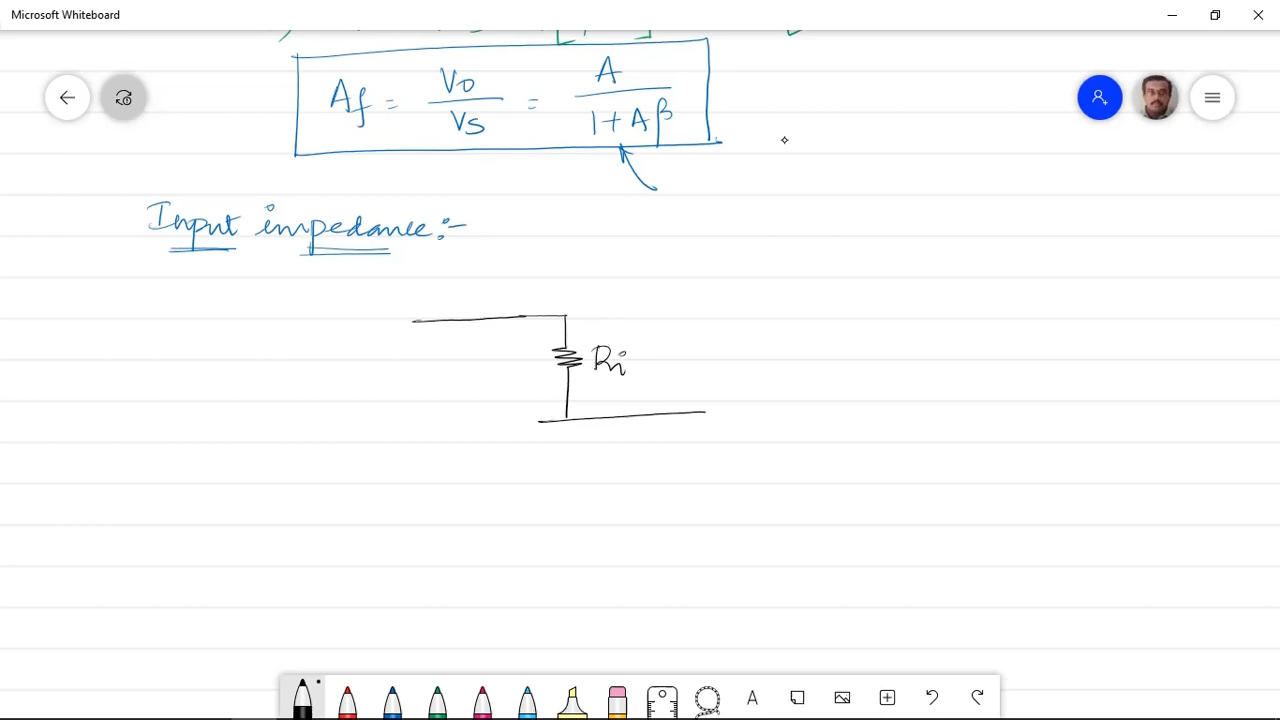 Microsoft Whiteboard
Af = Vo / Vs = A / 1 + Aβ
Input impedance :-
Ri
A